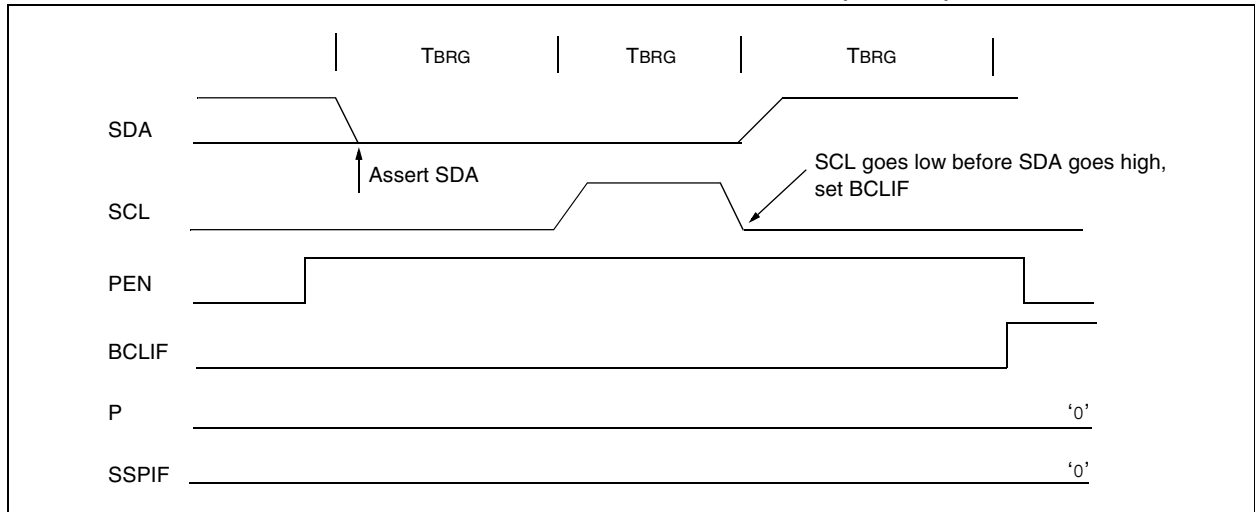 TBRG TBRG TBRG
SDA
Assert SDA
SCL goes low before SDA goes high,
set BCLIF
SCL
PEN
BCLIF
P
‘0’
SSPIF
‘0’